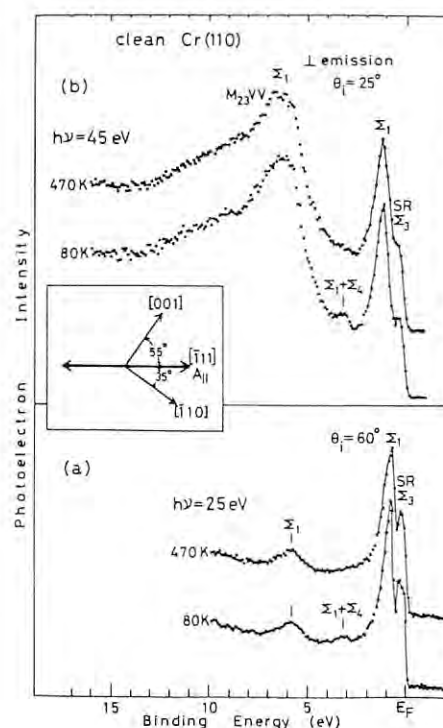 clean Cr(110)
Σ₁
⊥ emission
θᵢ = 25°
(b)
M₂₃VV
Σ₁
hν = 45 eV
SR
470K
Σ₃
80K
Σ₁+Σ₄
[001]
55°
[1̄11]
A||
35°
[1̄10]
θᵢ = 60°
Σ₁
(a)
SR
hν = 25 eV
Σ₃
Σ₁
470K
Σ₁+Σ₄
80K
15 10 5 E_F
Binding Energy (eV)
Photoelectron Intensity